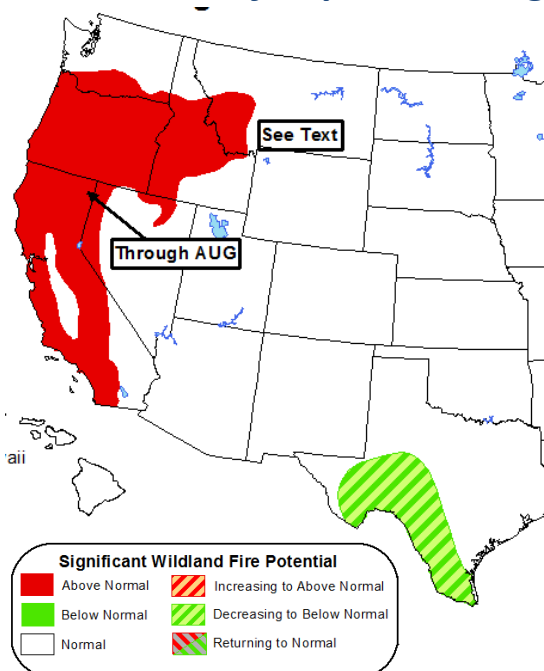 See Text
Through AUG
aii
Significant Wildland Fire Potential
Above Normal
Increasing to Above Normal
Below Normal
Decreasing to Below Normal
Normal
Returning to Normal